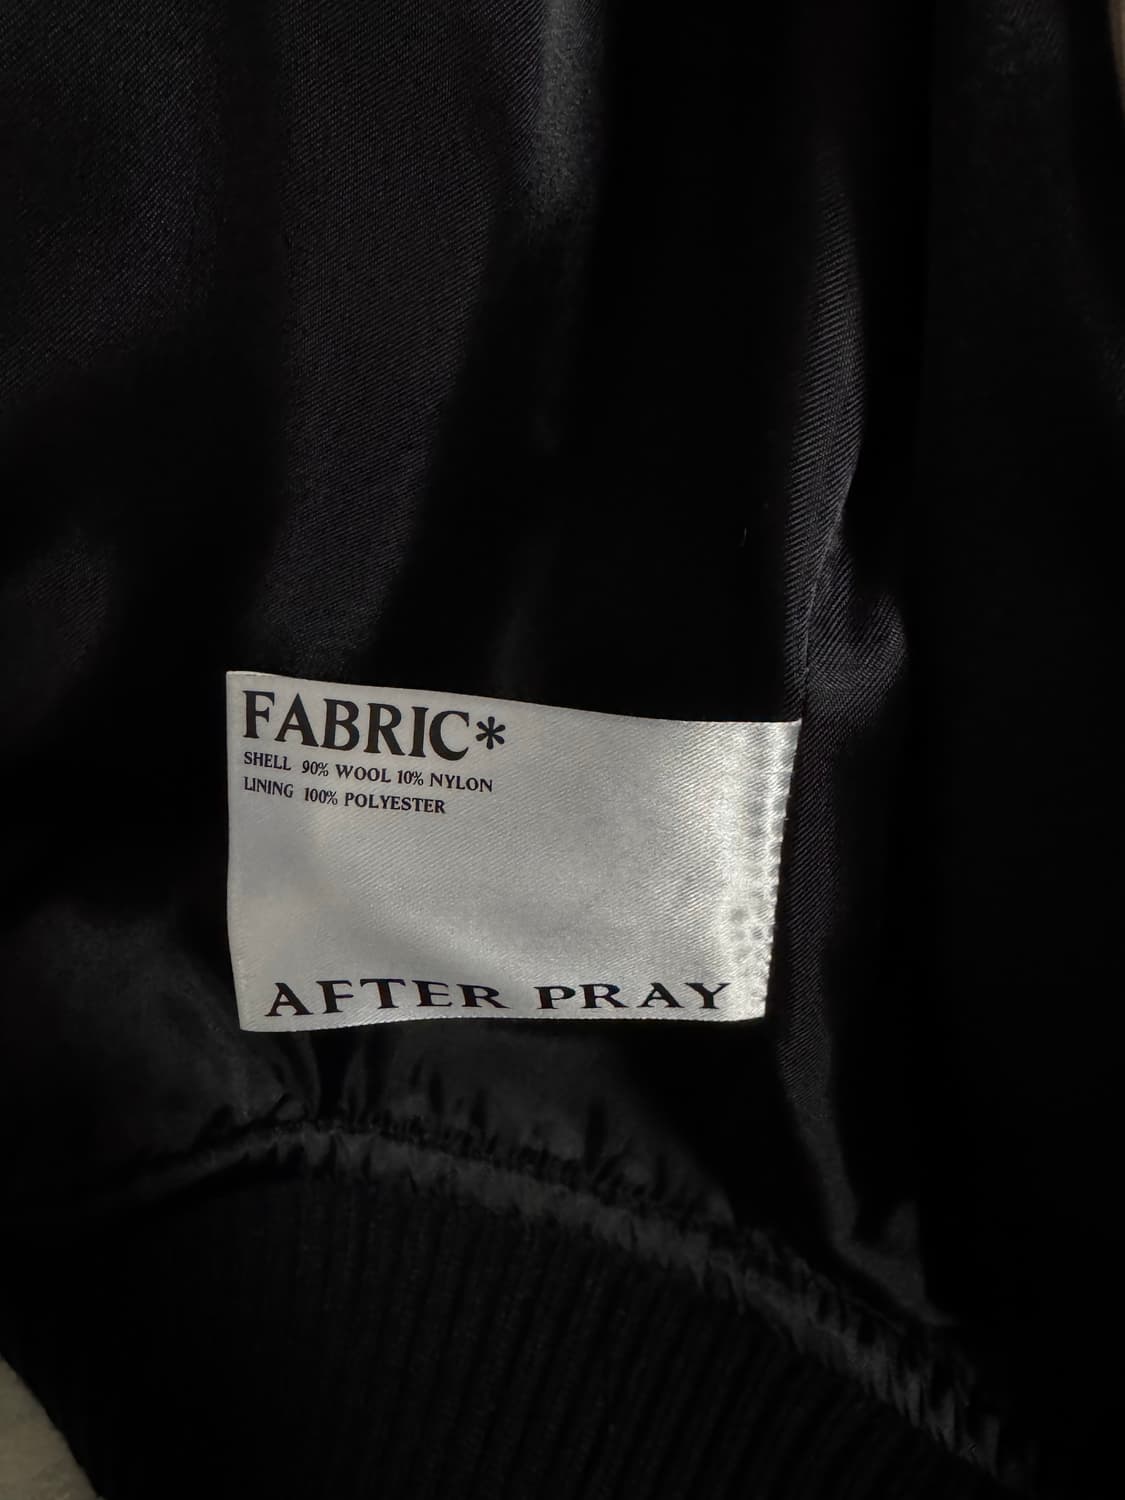 FABRIC*
SHELL 90% WOOL 10% NYLON
LINING 100% POLYESTER
AFTER PRAY